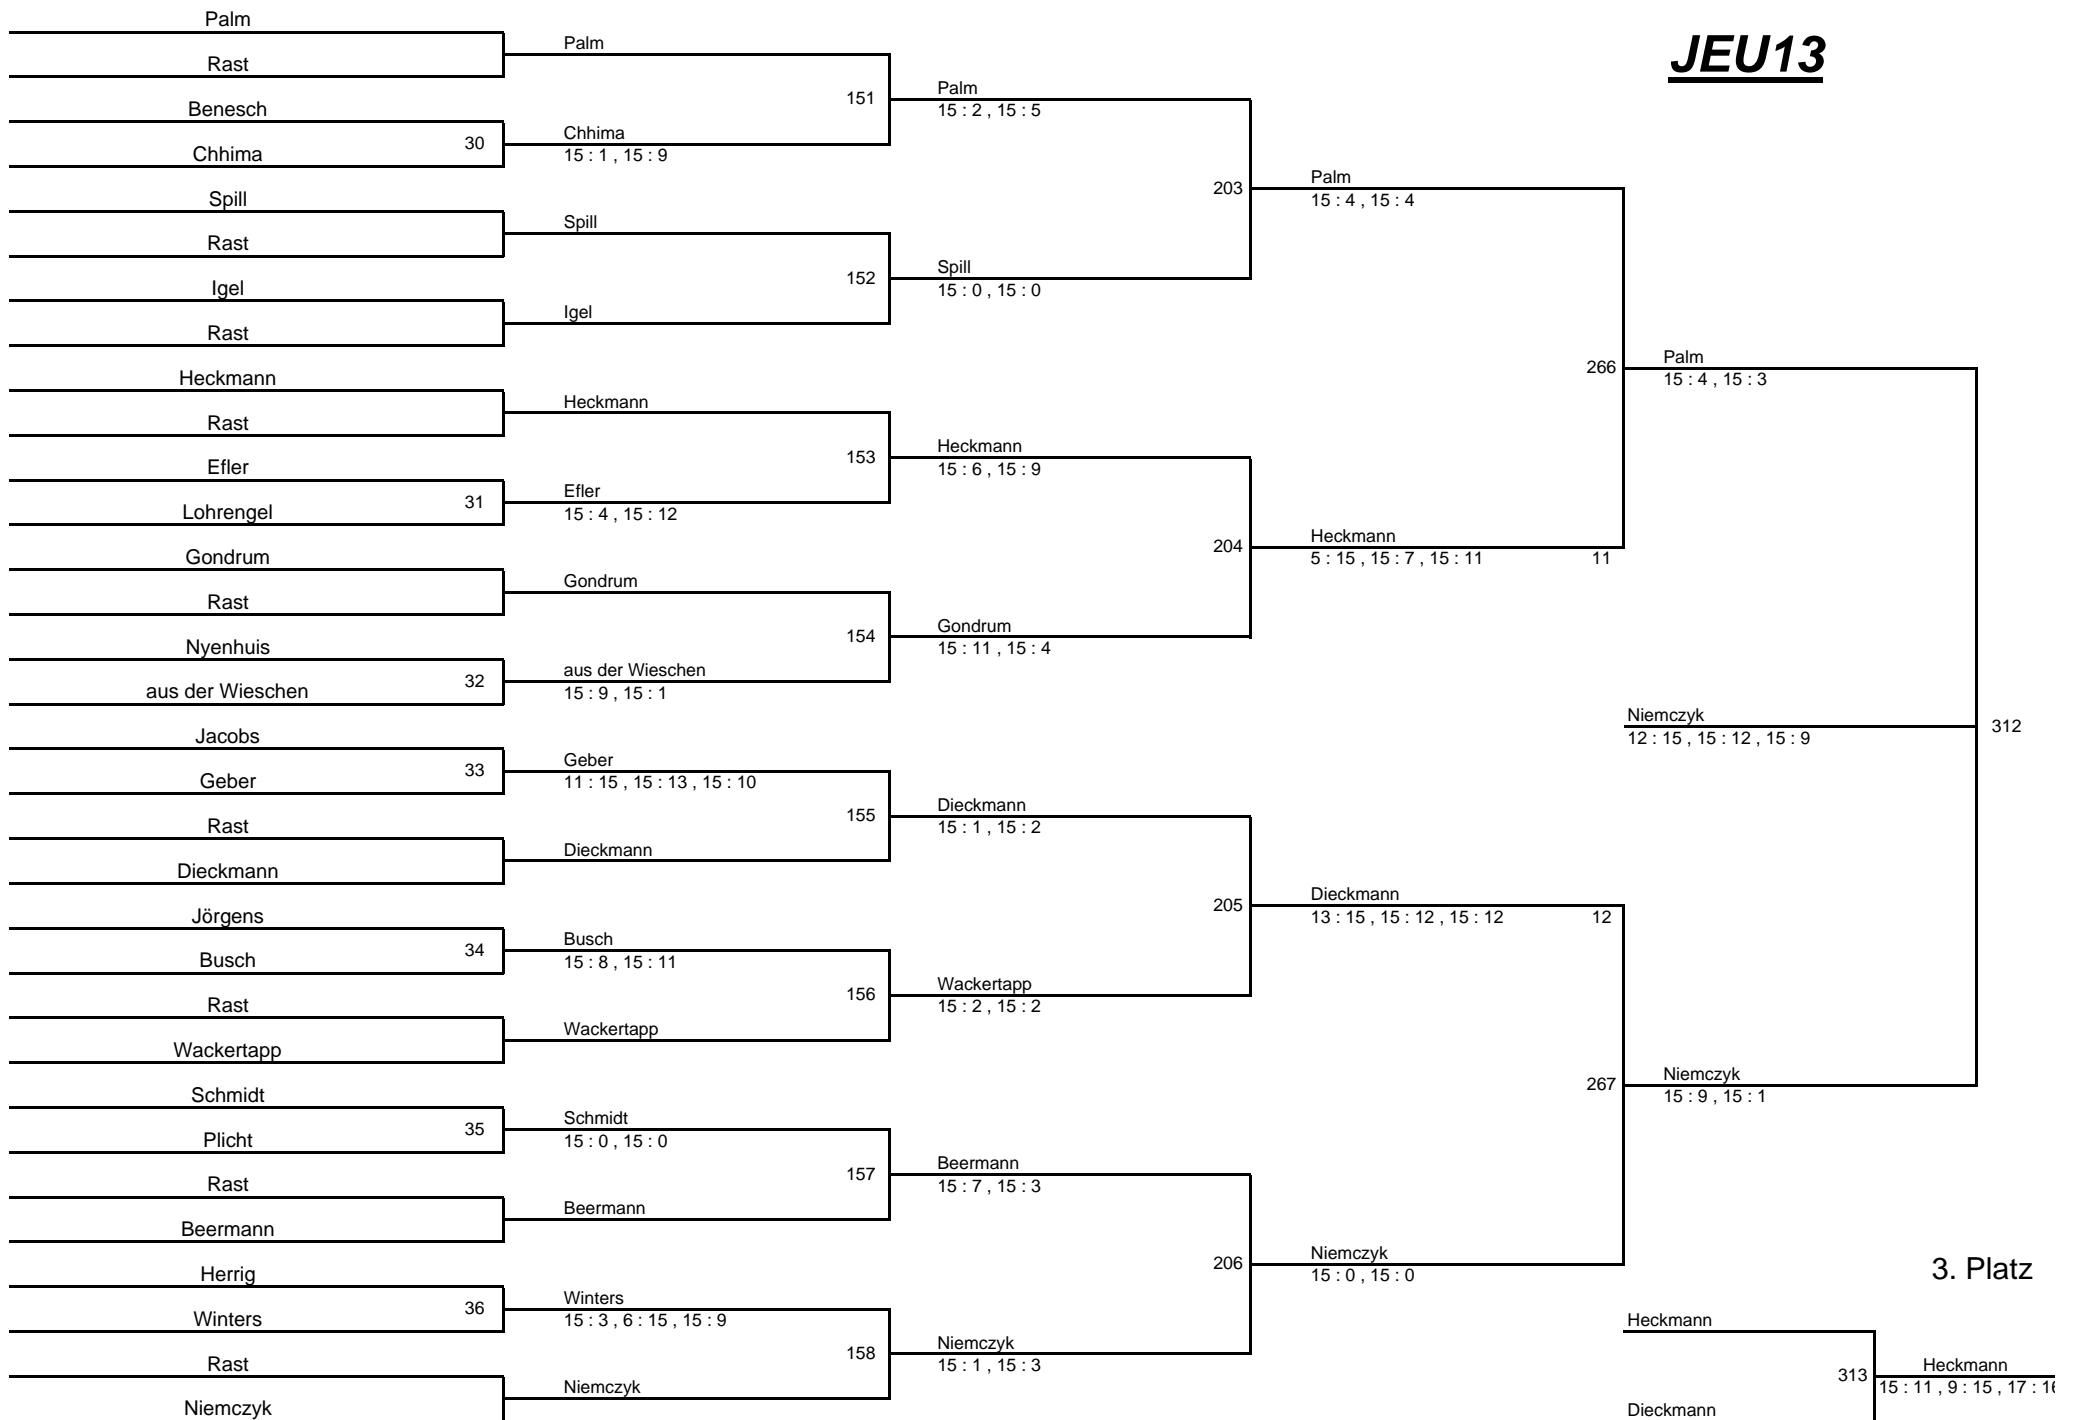 JEU13
Palm
Rast
Benesch
30
Chhima
Spill
Rast
Igel
Rast
Heckmann
Rast
Efler
31
Lohrengel
Gondrum
Rast
Nyenhuis
32
aus der Wieschen
Jacobs
33
Geber
Rast
Dieckmann
Jörgens
34
Busch
Rast
Wackertapp
Schmidt
35
Plicht
Rast
Beermann
Herrig
36
Winters
Rast
Niemczyk
Palm
151
Chhima
15 : 1 , 15 : 9
Spill
152
Igel
Heckmann
153
Efler
15 : 4 , 15 : 12
Gondrum
154
aus der Wieschen
15 : 9 , 15 : 1
Geber
11 : 15 , 15 : 13 , 15 : 10
155
Dieckmann
Busch
15 : 8 , 15 : 11
156
Wackertapp
Schmidt
15 : 0 , 15 : 0
157
Beermann
Winters
15 : 3 , 6 : 15 , 15 : 9
158
Niemczyk
Palm
15 : 2 , 15 : 5
203
Spill
15 : 0 , 15 : 0
Heckmann
15 : 6 , 15 : 9
204
Gondrum
15 : 11 , 15 : 4
Dieckmann
15 : 1 , 15 : 2
205
Wackertapp
15 : 2 , 15 : 2
Beermann
15 : 7 , 15 : 3
206
Niemczyk
15 : 1 , 15 : 3
Palm
15 : 4 , 15 : 4
266
Heckmann
5 : 15 , 15 : 7 , 15 : 11 11
Dieckmann
13 : 15 , 15 : 12 , 15 : 12 12
267
Niemczyk
15 : 0 , 15 : 0
Palm
15 : 4 , 15 : 3
Niemczyk
312
12 : 15 , 15 : 12 , 15 : 9
Niemczyk
15 : 9 , 15 : 1
3. Platz
Heckmann
313
Heckmann
15 : 11 , 9 : 15 , 17 :
Dieckmann